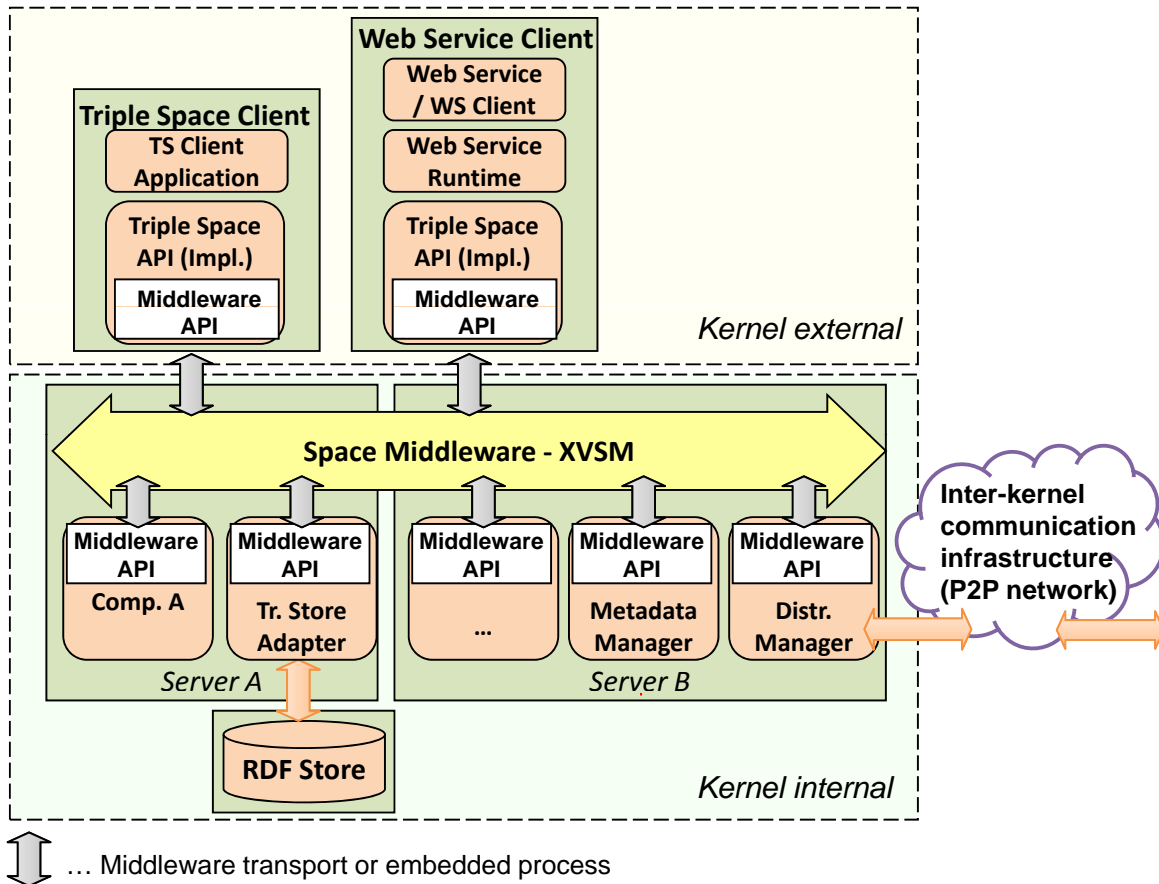 Web Service Client
Web Service
/ WS Client
Web Service
Runtime
Triple Space
API (Impl.)
Middleware
API
Triple Space Client
TS Client
Application
Triple Space
API (Impl.)
Middleware
API
Kernel external
Space Middleware - XVSM
Middleware
API
Comp. A
Middleware
API
Tr. Store
Adapter
Server A
Middleware
API
...
Middleware
API
Metadata
Manager
Middleware
API
Distr.
Manager
Server B
Inter-kernel
communication
infrastructure
(P2P network)
RDF Store
Kernel internal
... Middleware transport or embedded process